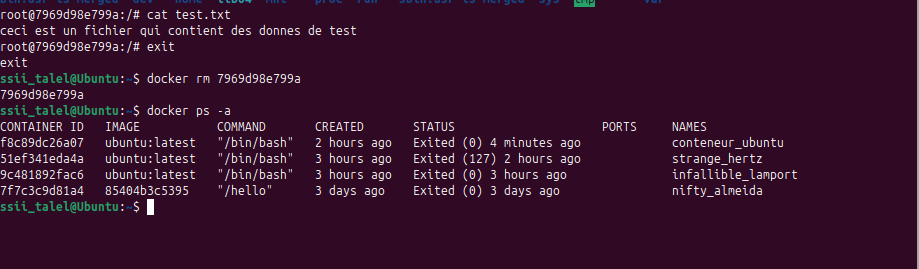 root@7969d98e799a:/# cat test.txt
ceci est un fichier qui contient des donnes de test
root@7969d98e799a:/# exit
exit
ssii_talel@Ubuntu:~$ docker rm 7969d98e799a
7969d98e799a
ssii_talel@Ubuntu:~$ docker ps -a
CONTAINER ID   IMAGE          COMMAND       CREATED       STATUS                     PORTS     NAMES
f8c89dc26a07   ubuntu:latest   "/bin/bash"   2 hours ago   Exited (0) 4 minutes ago             conteneur_ubuntu
51ef341eda4a   ubuntu:latest   "/bin/bash"   3 hours ago   Exited (127) 2 hours ago             strange_hertz
9c481892fac6   ubuntu:latest   "/bin/bash"   3 hours ago   Exited (0) 3 hours ago               infallible_lamport
7f7c3c9d81a4   85404b3c5395    "/hello"      3 days ago    Exited (0) 3 days ago                nifty_almeida
ssii_talel@Ubuntu:~$